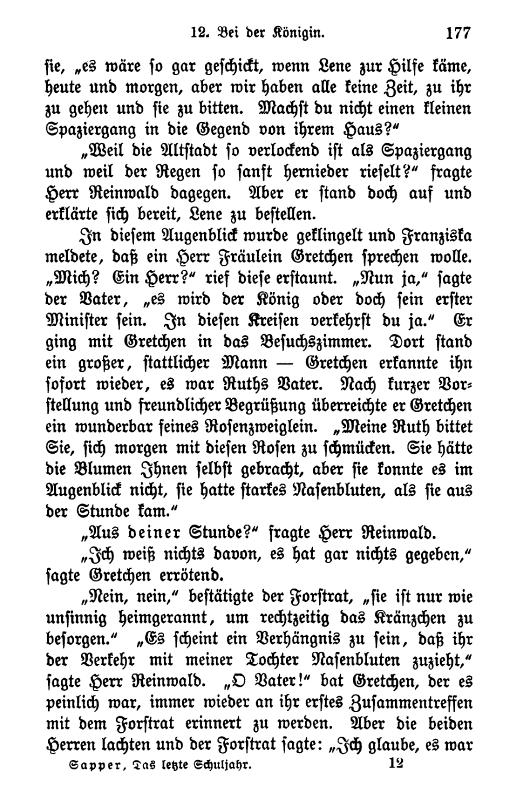 12. Bei der Königin. 177
sie, „es wäre so gar geschickt, wenn Lene zur Hilfe käme,
heute und morgen, aber wir haben alle keine Zeit, zu ihr
zu gehen und sie zu bitten. Machst du nicht einen kleinen
Spaziergang in die Gegend von ihrem Haus?“
„Weil die Altstadt so verlockend ist als Spaziergang
und weil der Regen so sanft hernieder rieselt?“ fragte
Herr Reinwald dagegen. Aber er stand doch auf und
erklärte sich bereit, Lene zu bestellen.
In diesem Augenblick wurde geklingelt und Franziska
meldete, daß ein Herr Fräulein Gretchen sprechen wolle.
„Mich? Ein Herr?“ rief diese erstaunt. „Nun ja,“ sagte
der Vater, „es wird der König oder doch sein erster
Minister sein. In diesen Kreisen verkehrst du ja.“ Er
ging mit Gretchen in das Besuchszimmer. Dort stand
ein großer, stattlicher Mann — Gretchen erkannte ihn
sofort wieder, es war Ruths Vater. Nach kurzer Vor-
stellung und freundlicher Begrüßung überreichte er Gretchen
ein wunderbar feines Rosenzweiglein. „Meine Ruth bittet
Sie, sich morgen mit diesen Rosen zu schmücken. Sie hätte
die Blumen Ihnen selbst gebracht, aber sie konnte es im
Augenblick nicht, sie hatte starkes Nasenbluten, als sie aus
der Stunde kam.“
„Aus deiner Stunde?“ fragte Herr Reinwald.
„Ich weiß nichts davon, es hat gar nichts gegeben,“
sagte Gretchen errötend.
„Nein, nein,“ bestätigte der Forstrat, „sie ist nur wie
unsinnig heimgerannt, um rechtzeitig das Kränzchen zu
besorgen.“ „Es scheint ein Verhängnis zu sein, daß ihr
der Verkehr mit meiner Tochter Nasenbluten zuzieht,“
sagte Herr Reinwald. „O Vater!“ bat Gretchen, der es
peinlich war, immer wieder an ihr erstes Zusammentreffen
mit dem Forstrat erinnert zu werden. Aber die beiden
Herren lachten und der Forstrat sagte: „Ich glaube, es war
Sapper, Das letzte Schuljahr. 12